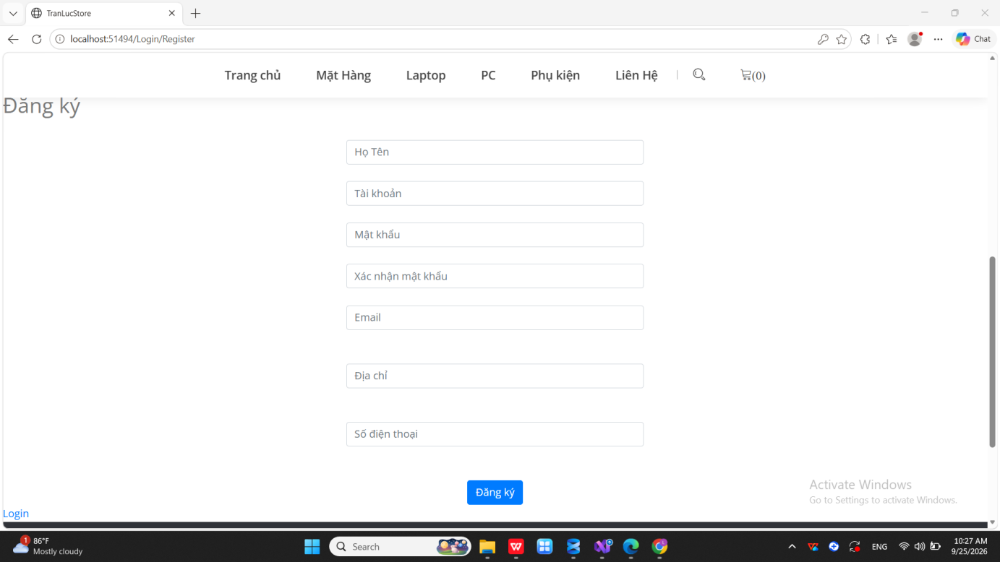 TranLucStore
localhost:51494/Login/Register
Chat
Trang chủ Mặt Hàng Laptop PC Phụ kiện Liên Hệ (0)
Đăng ký
Họ Tên
Tài khoản
Mật khẩu
Xác nhận mật khẩu
Email
Địa chỉ
Số điện thoại
Đăng ký
Activate Windows
Go to Settings to activate Windows.
Login
1
86°F
Mostly cloudy
Search
ENG
10:27 AM
9/25/2026